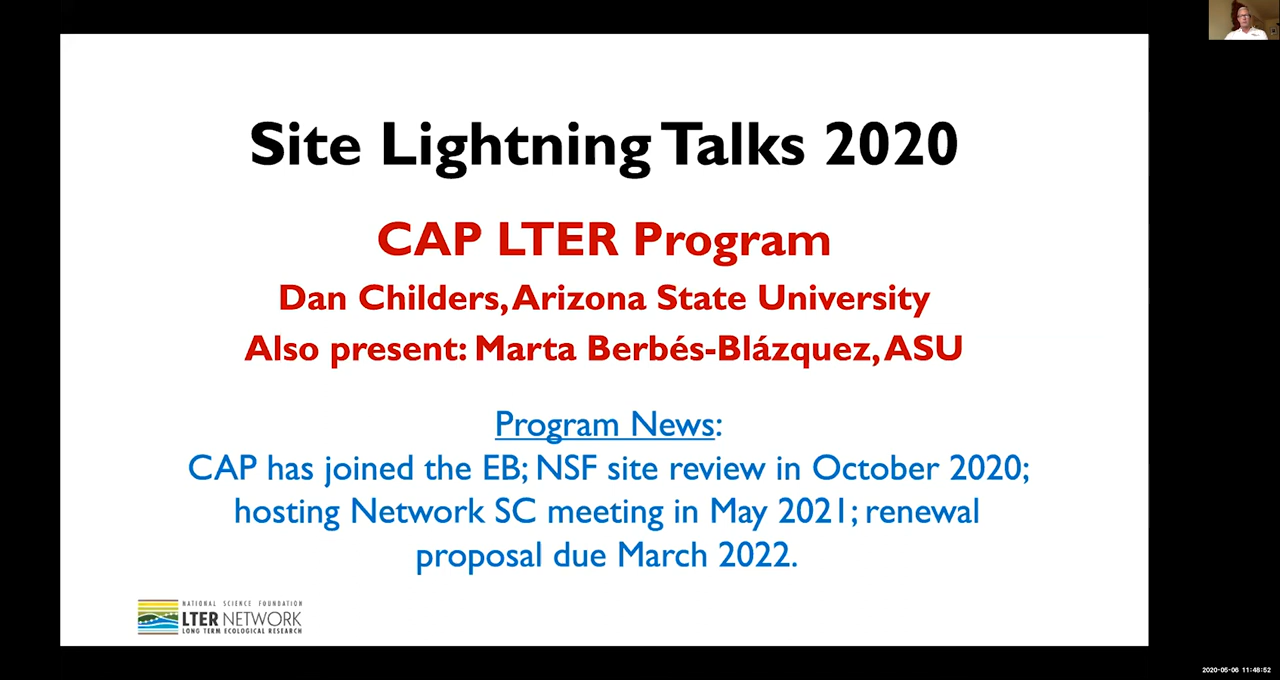 Site Lightning Talks 2020
CAP LTER Program
Dan Childers, Arizona State University
Also present: Marta Berbés-Blázquez, ASU
Program News:
CAP has joined the EB; NSF site review in October 2020;
hosting Network SC meeting in May 2021; renewal
proposal due March 2022.
NATIONAL SCIENCE FOUNDATION
LTER NETWORK
LONG TERM ECOLOGICAL RESEARCH
2020-05-06 11:48:52